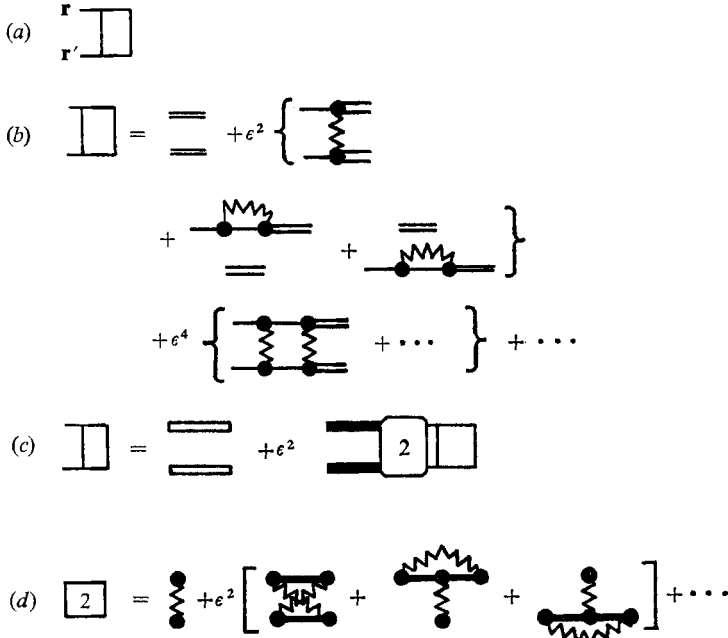 (a) r
r′
(b) = +ϵ² {
+ + }
+ϵ⁴ { + ··· } + ···
(c) = +ϵ² 2
(d) 2 = +ϵ² [ + + ] + ···